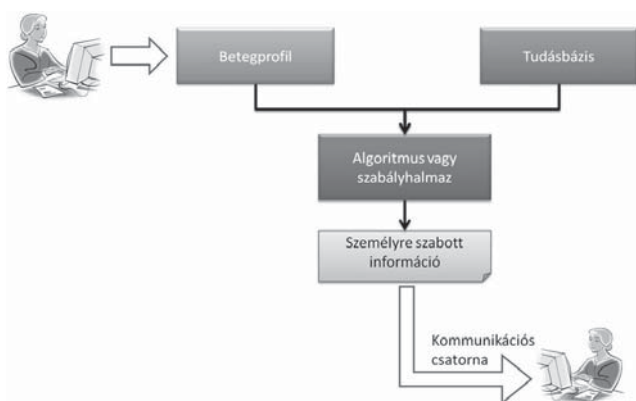 Betegprofil
Tudásbázis
Algoritmus vagy
szabályhalmaz
Személyre szabott
információ
Kommunikációs
csatorna